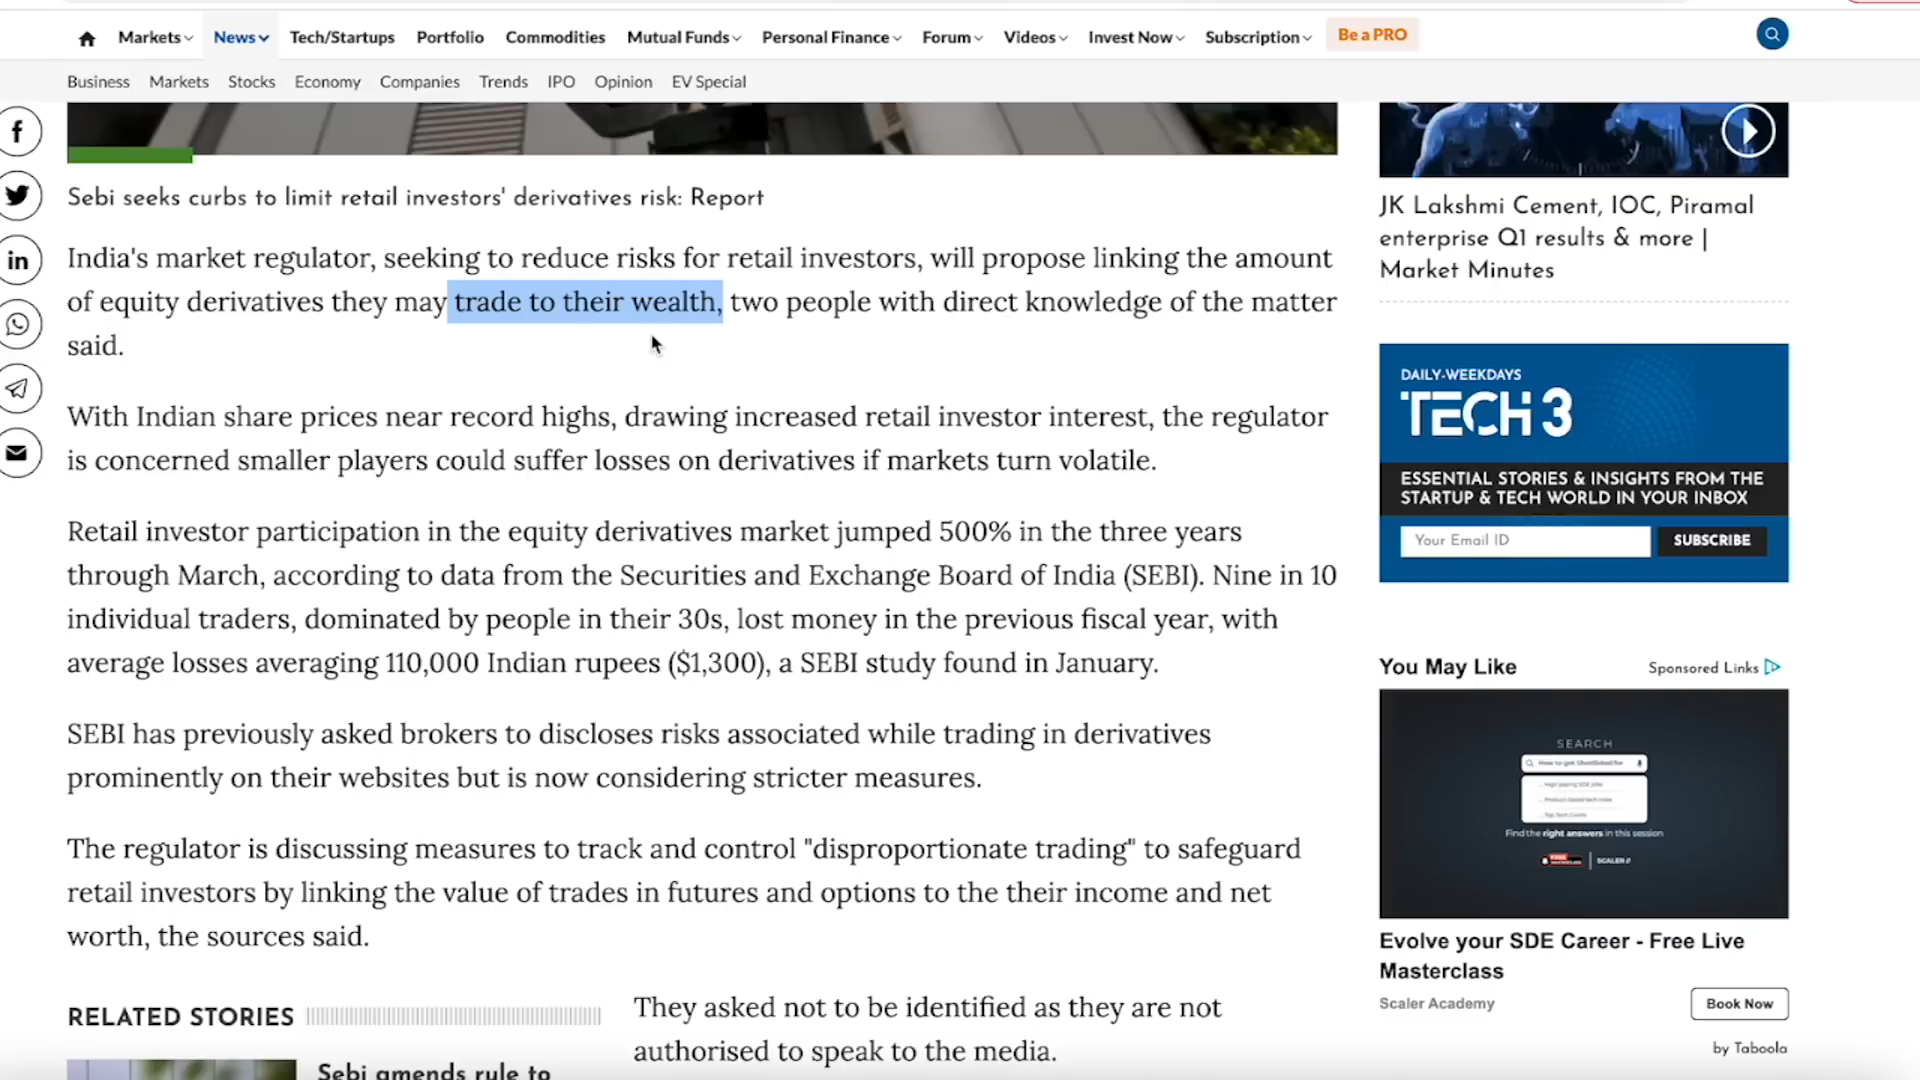 Markets
News
Tech/Startups
Portfolio
Commodities
Mutual Funds
Personal Finance
Forum
Videos
Invest Now
Subscription
Be a PRO
Business
Markets
Stocks
Economy
Companies
Trends
IPO
Opinion
EV Special
Sebi seeks curbs to limit retail investors' derivatives risk: Report
India's market regulator, seeking to reduce risks for retail investors, will propose linking the amount
of equity derivatives they may trade to their wealth, two people with direct knowledge of the matter
said.
With Indian share prices near record highs, drawing increased retail investor interest, the regulator
is concerned smaller players could suffer losses on derivatives if markets turn volatile.
Retail investor participation in the equity derivatives market jumped 500% in the three years
through March, according to data from the Securities and Exchange Board of India (SEBI). Nine in 10
individual traders, dominated by people in their 30s, lost money in the previous fiscal year, with
average losses averaging 110,000 Indian rupees ($1,300), a SEBI study found in January.
SEBI has previously asked brokers to discloses risks associated while trading in derivatives
prominently on their websites but is now considering stricter measures.
The regulator is discussing measures to track and control "disproportionate trading" to safeguard
retail investors by linking the value of trades in futures and options to the their income and net
worth, the sources said.
RELATED STORIES
Sebi amends rule to
They asked not to be identified as they are not
authorised to speak to the media.
JK Lakshmi Cement, IOC, Piramal
enterprise Q1 results & more |
Market Minutes
DAILY-WEEKDAYS
TECH 3
ESSENTIAL STORIES & INSIGHTS FROM THE
STARTUP & TECH WORLD IN YOUR INBOX
Your Email ID
SUBSCRIBE
You May Like
Sponsored Links
SEARCH
Find the right answers in this session
SCALER
Evolve your SDE Career - Free Live
Masterclass
Scaler Academy
Book Now
by Taboola